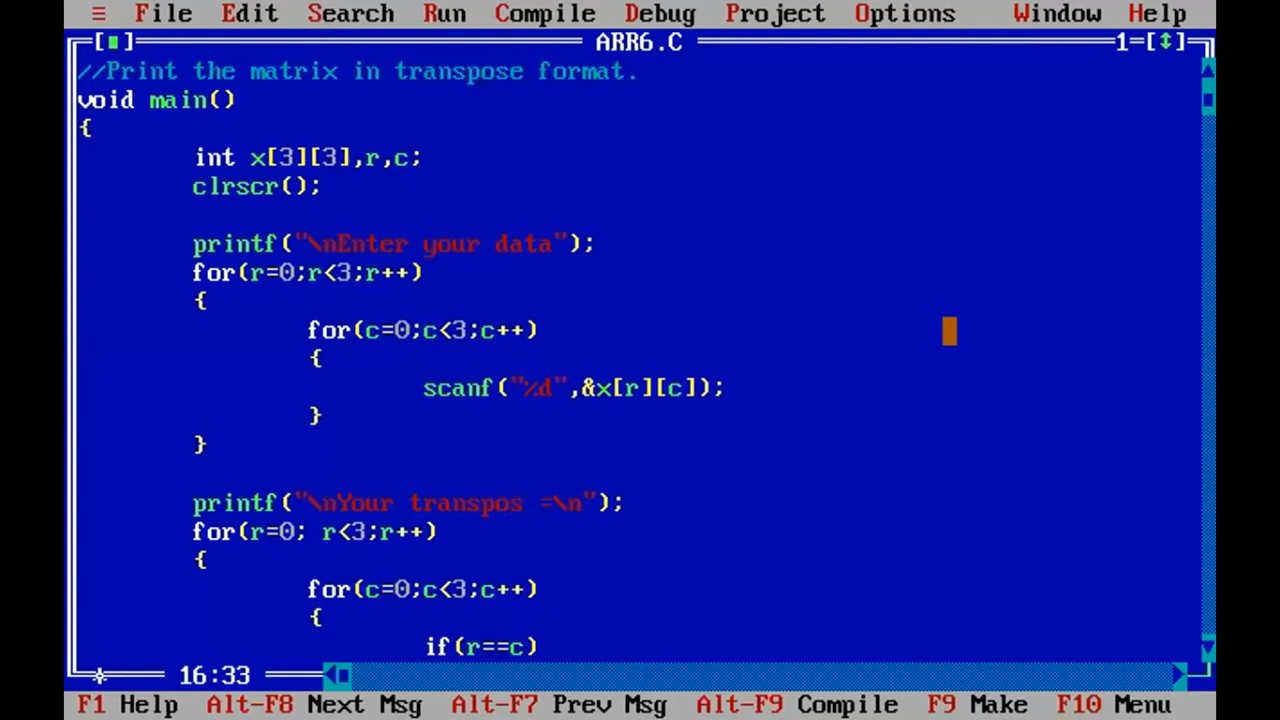 ≡ File Edit Search Run Compile Debug Project Options Window Help
[■] ARR6.C 1=[↕]
//Print the matrix in transpose format.
void main()
{
int x[3][3],r,c;
clrscr();
printf("\nEnter your data");
for(r=0;r<3;r++)
{
for(c=0;c<3;c++)
{
scanf("%d",&x[r][c]);
}
}
printf("\nYour transpos =\n");
for(r=0; r<3;r++)
{
for(c=0;c<3;c++)
{
if(r==c)
16:33
F1 Help Alt-F8 Next Msg Alt-F7 Prev Msg Alt-F9 Compile F9 Make F10 Menu